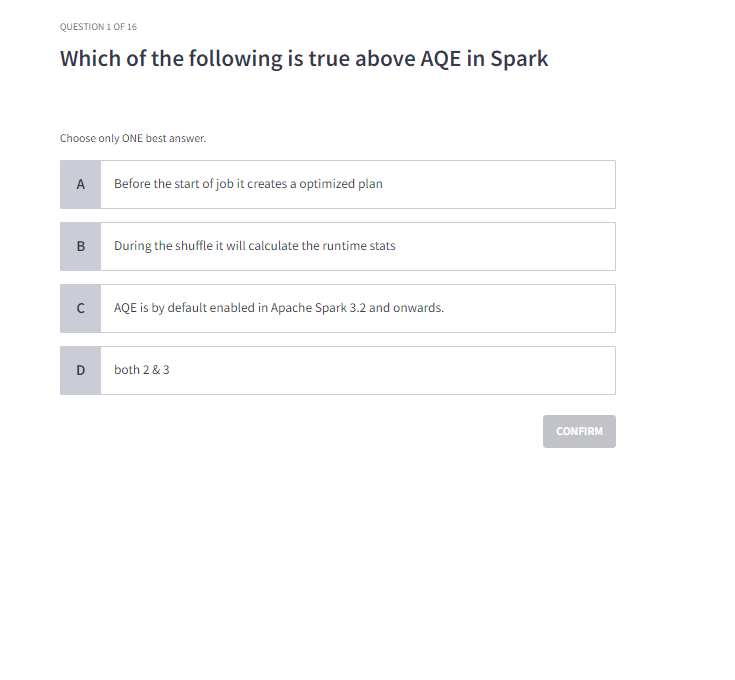 QUESTION 1 OF 16
Which of the following is true above AQE in Spark
Choose only ONE best answer.
A
Before the start of job it creates a optimized plan
B
During the shuffle it will calculate the runtime stats
C
AQE is by default enabled in Apache Spark 3.2 and onwards.
D
both 2 & 3
CONFIRM